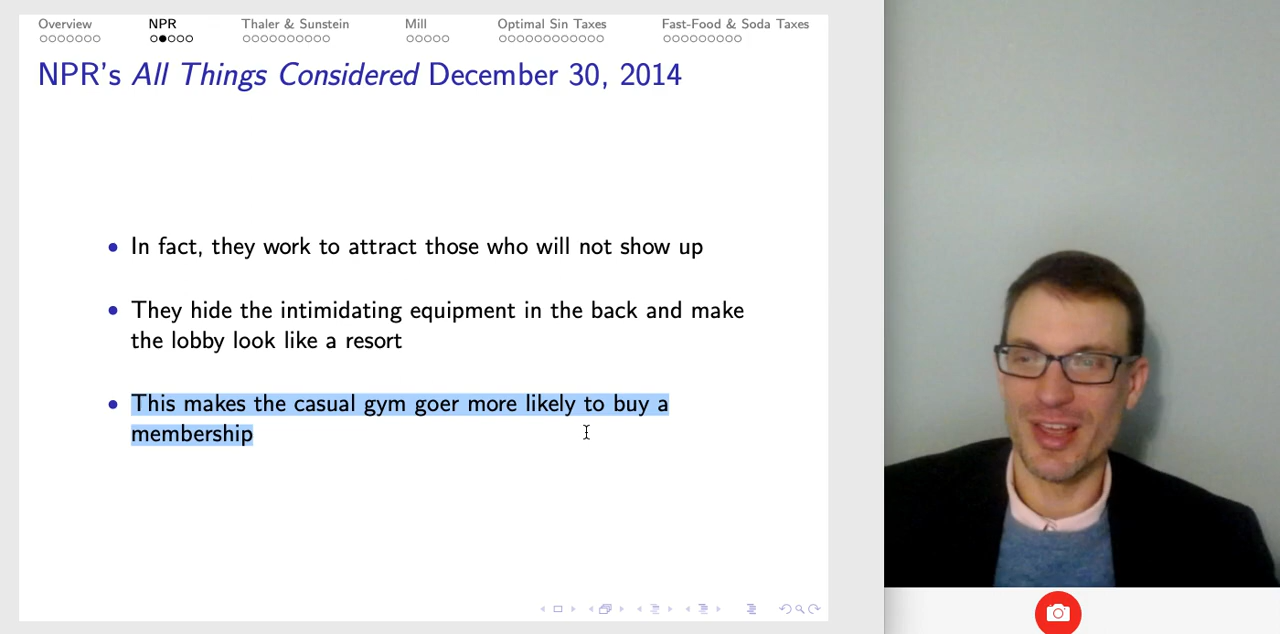 Overview NPR Thaler & Sunstein Mill Optimal Sin Taxes Fast-Food & Soda Taxes
NPR's All Things Considered December 30, 2014
In fact, they work to attract those who will not show up
They hide the intimidating equipment in the back and make
the lobby look like a resort
This makes the casual gym goer more likely to buy a
membership